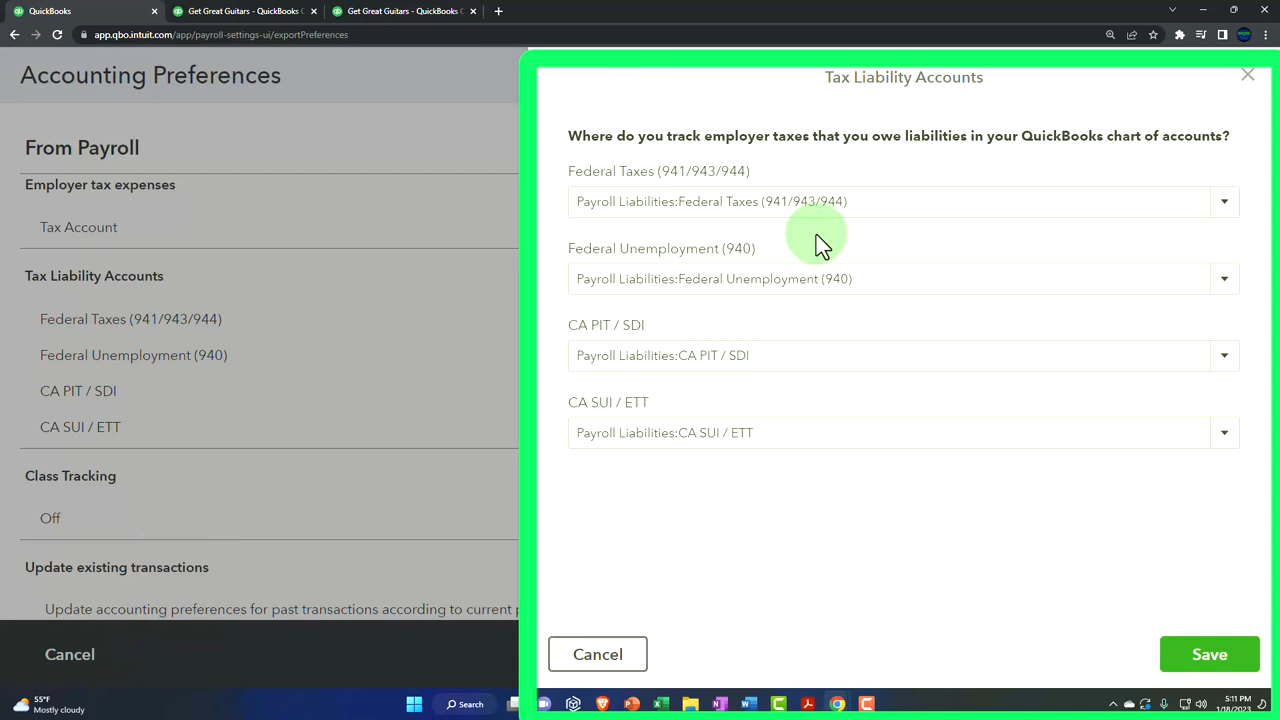 QuickBooks
Get Great Guitars - QuickBooks C
Get Great Guitars - QuickBooks C
app.qbo.intuit.com/app/payroll-settings-ui/exportPreferences
Accounting Preferences
From Payroll
Employer tax expenses
Tax Account
Tax Liability Accounts
Federal Taxes (941/943/944)
Federal Unemployment (940)
CA PIT / SDI
CA SUI / ETT
Class Tracking
Off
Update existing transactions
Update accounting preferences for past transactions according to current p
Cancel
Tax Liability Accounts
Where do you track employer taxes that you owe liabilities in your QuickBooks chart of accounts?
Federal Taxes (941/943/944)
Payroll Liabilities:Federal Taxes (941/943/944)
Federal Unemployment (940)
Payroll Liabilities:Federal Unemployment (940)
CA PIT / SDI
Payroll Liabilities:CA PIT / SDI
CA SUI / ETT
Payroll Liabilities:CA SUI / ETT
Cancel
Save
55°F
Mostly cloudy
Search
5:11 PM
1/18/2023